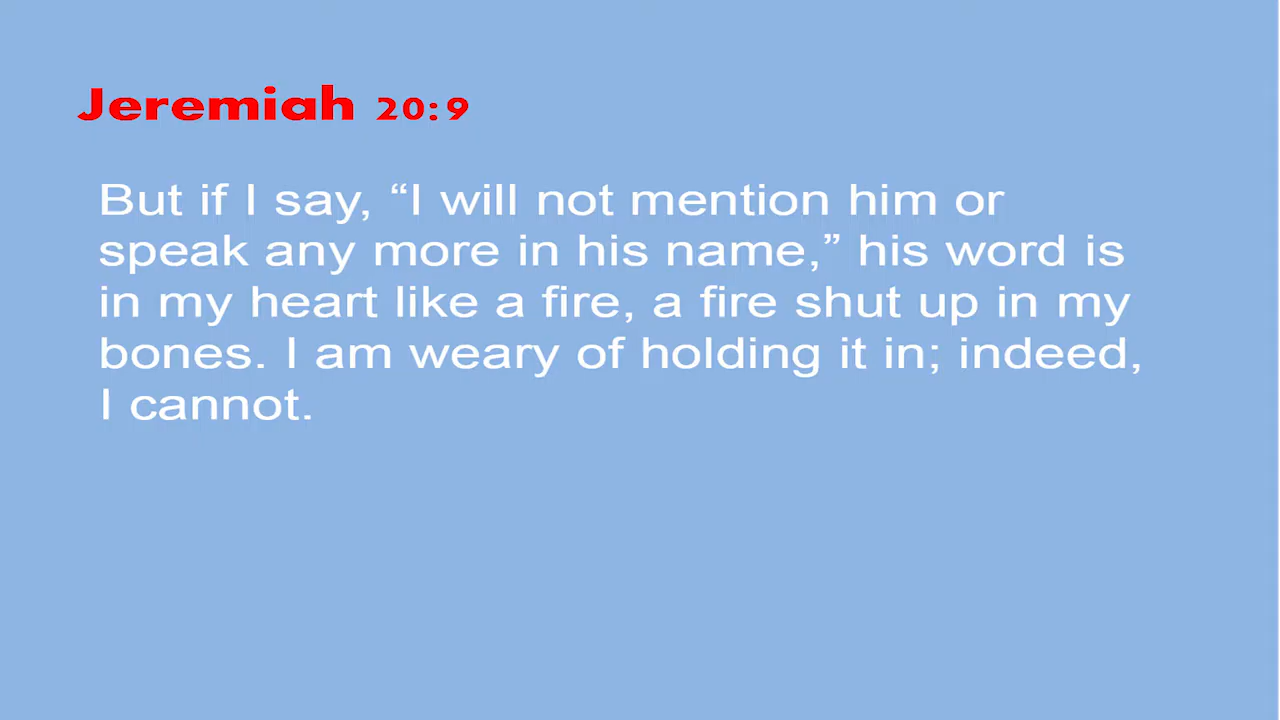 Jeremiah 20:9
But if I say, “I will not mention him or
speak any more in his name,” his word is
in my heart like a fire, a fire shut up in my
bones. I am weary of holding it in; indeed,
I cannot.